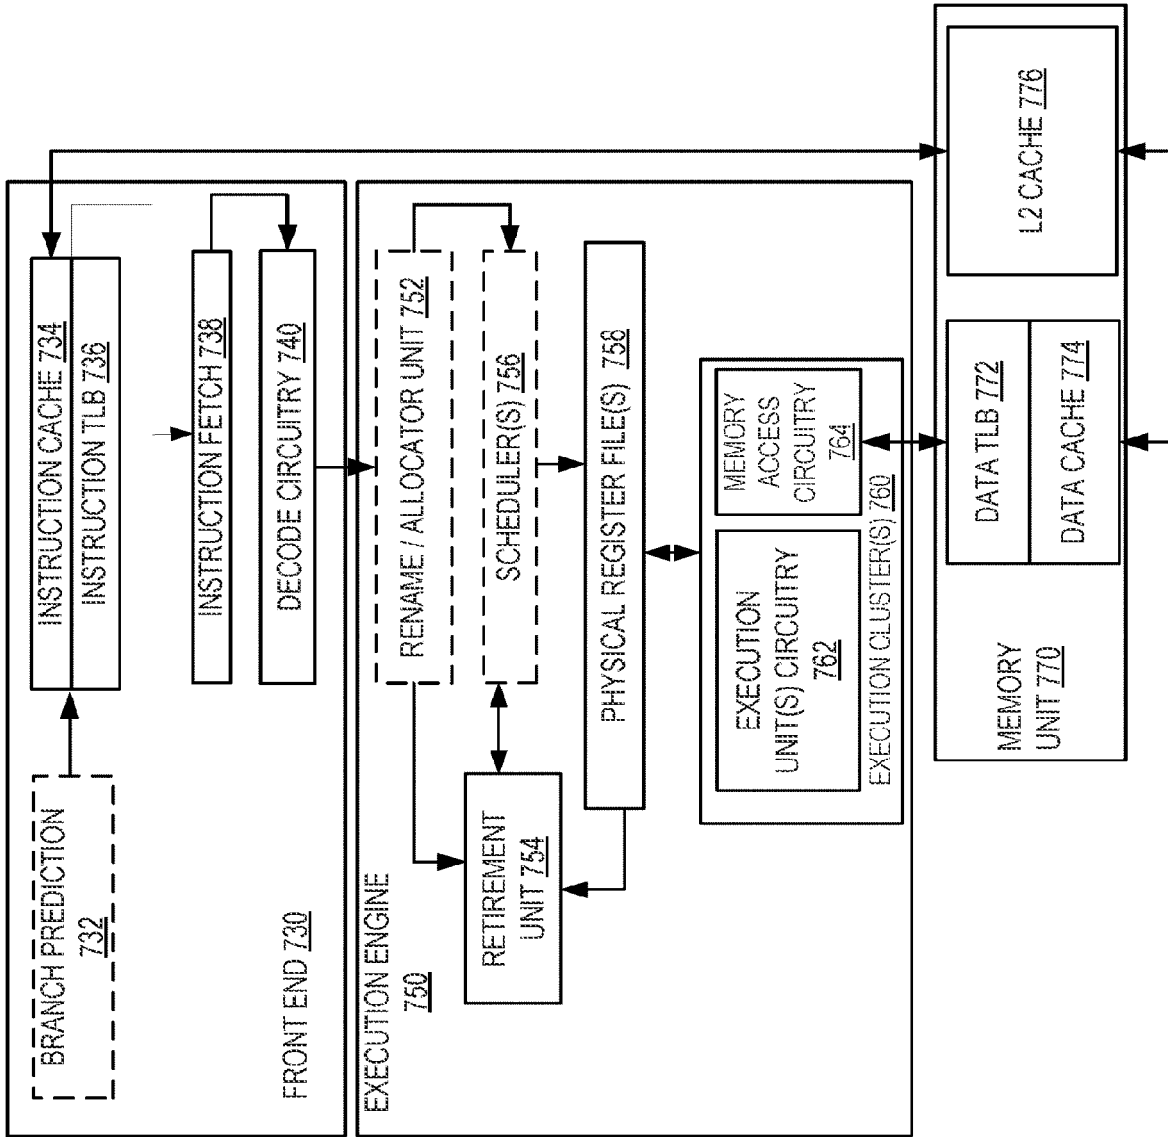 BRANCH PREDICTION
732
INSTRUCTION CACHE 734
INSTRUCTION TLB 736
INSTRUCTION FETCH 738
DECODE CIRCUITRY 740
FRONT END 730
EXECUTION ENGINE
750
RENAME / ALLOCATOR UNIT 752
RETIREMENT
UNIT 754
SCHEDULER(S) 756
PHYSICAL REGISTER FILE(S) 758
EXECUTION
UNIT(S) CIRCUITRY
762
MEMORY
ACCESS
CIRCUITRY
764
EXECUTION CLUSTER(S) 760
MEMORY
UNIT 770
DATA TLB 772
DATA CACHE 774
L2 CACHE 776